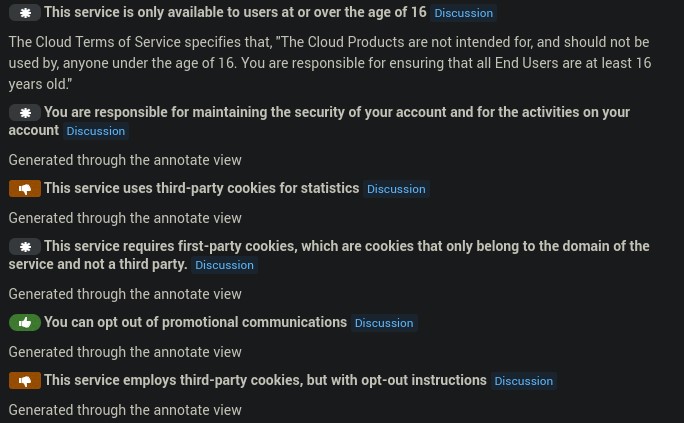 This service is only available to users at or over the age of 16 Discussion
The Cloud Terms of Service specifies that, "The Cloud Products are not intended for, and should not be
used by, anyone under the age of 16. You are responsible for ensuring that all End Users are at least 16
years old."
You are responsible for maintaining the security of your account and for the activities on your
account Discussion
Generated through the annotate view
This service uses third-party cookies for statistics Discussion
Generated through the annotate view
This service requires first-party cookies, which are cookies that only belong to the domain of the
service and not a third party. Discussion
Generated through the annotate view
You can opt out of promotional communications Discussion
Generated through the annotate view
This service employs third-party cookies, but with opt-out instructions Discussion
Generated through the annotate view